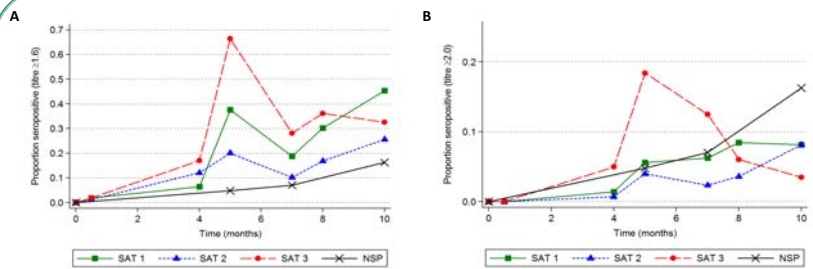 A
B
Proportion seropositive (titre ≥1.6)
0.7
0.6
0.5
0.4
0.3
0.2
0.1
0.0
0 2 4 6 8 10
Time (months)
SAT 1 SAT 2 SAT 3 NSP
Proportion seropositive (titre ≥2.0)
0.2
0.1
0.0
0 2 4 6 8 10
Time (months)
SAT 1 SAT 2 SAT 3 NSP